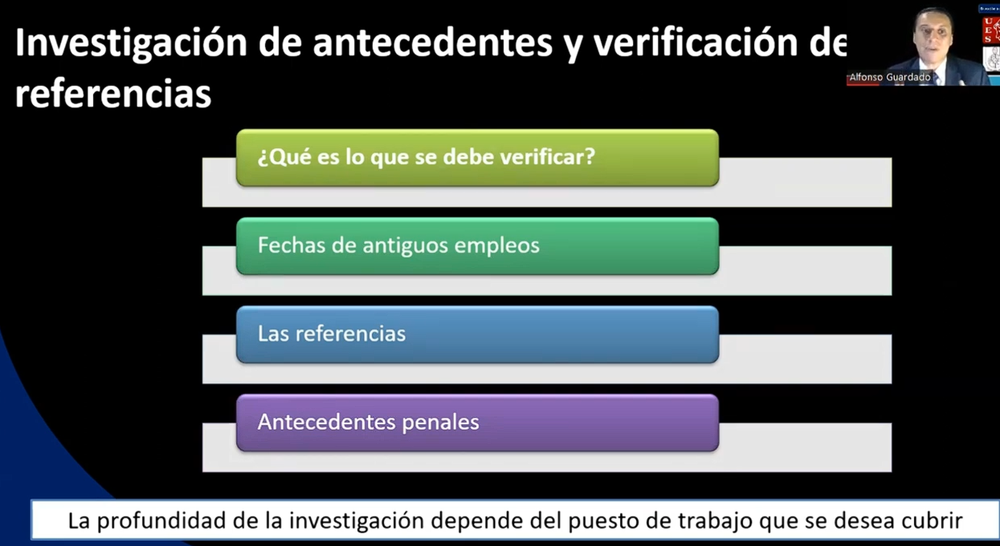 Investigación de antecedentes y verificación de
referencias
Alfonso Guardado
U
E
S
¿Qué es lo que se debe verificar?
Fechas de antiguos empleos
Las referencias
Antecedentes penales
La profundidad de la investigación depende del puesto de trabajo que se desea cubrir